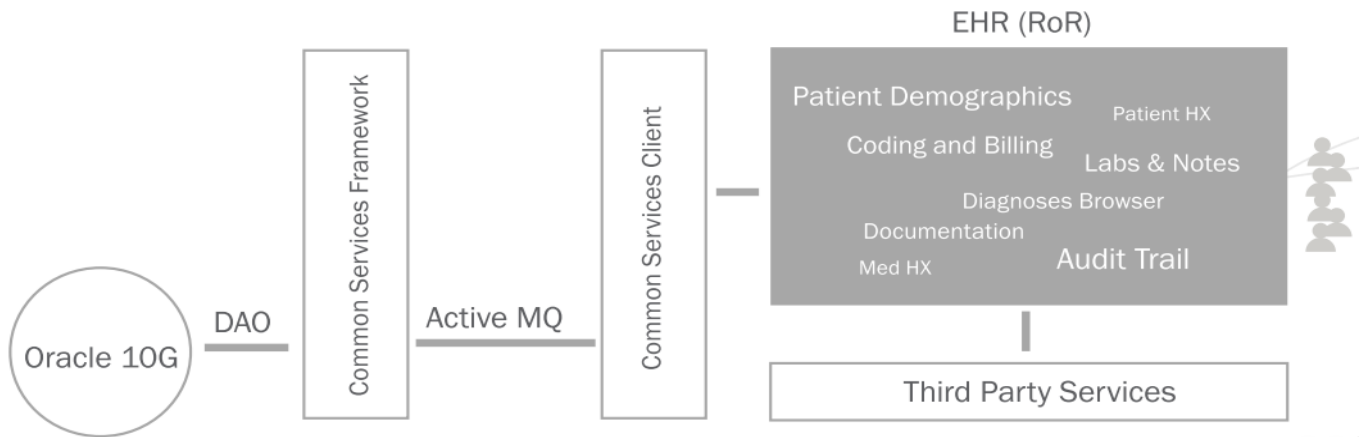 EHR (RoR)
Patient Demographics
Patient HX
Coding and Billing
Labs & Notes
Diagnoses Browser
Documentation
Med HX
Audit Trail
Common Services Framework
Common Services Client
DAO
Active MQ
Oracle 10G
Third Party Services